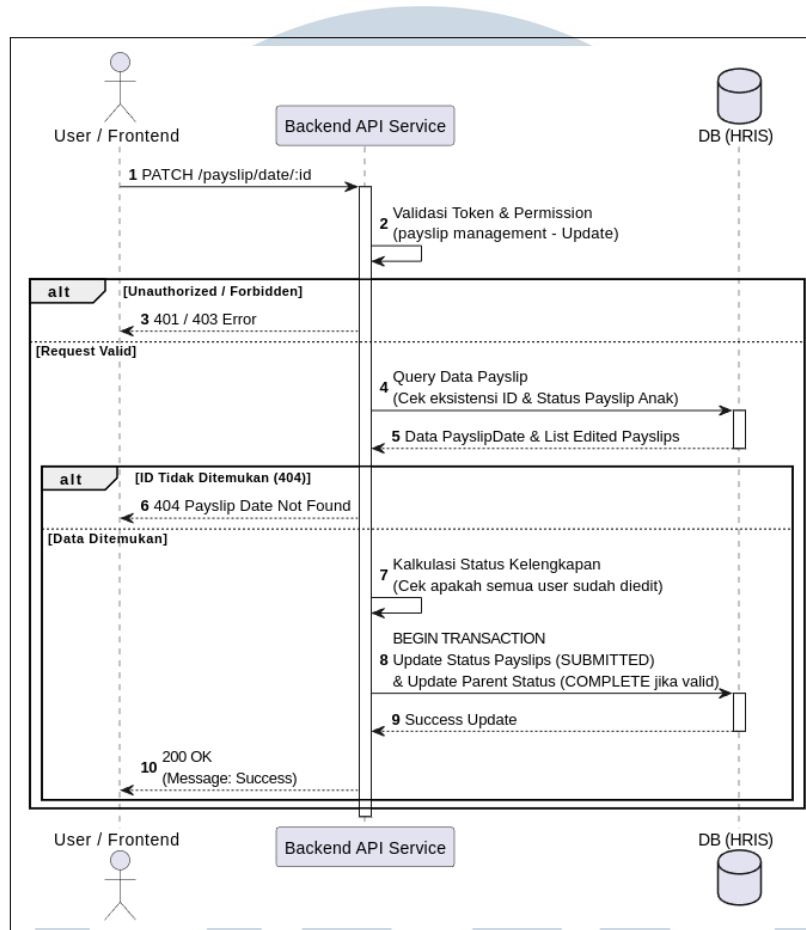 User / Frontend
Backend API Service
DB (HRIS)
1 PATCH /payslip/date/:id
2 Validasi Token & Permission
(payslip management - Update)
alt [Unauthorized / Forbidden]
3 401 / 403 Error
[Request Valid]
4 Query Data Payslip
(Cek eksistensi ID & Status Payslip Anak)
5 Data PayslipDate & List Edited Payslips
alt [ID Tidak Ditemukan (404)]
6 404 Payslip Date Not Found
[Data Ditemukan]
7 Kalkulasi Status Kelengkapan
(Cek apakah semua user sudah diedit)
BEGIN TRANSACTION
8 Update Status Payslips (SUBMITTED)
& Update Parent Status (COMPLETE jika valid)
9 Success Update
10 200 OK
(Message: Success)
User / Frontend
Backend API Service
DB (HRIS)